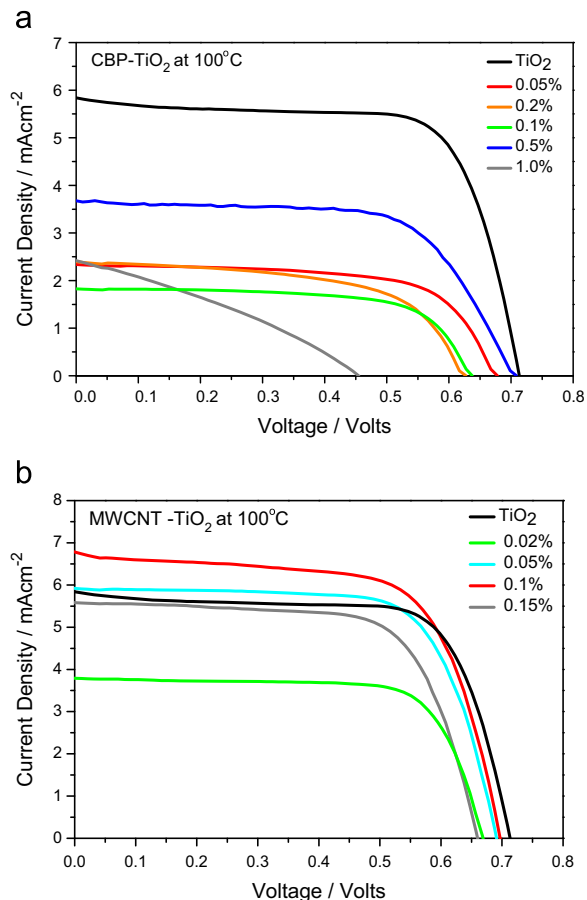 a
7
6
5
4
3
2
1
0
Current Density / mAcm-2
CBP-TiO2 at 100°C
TiO2
0.05%
0.2%
0.1%
0.5%
1.0%
0.0 0.1 0.2 0.3 0.4 0.5 0.6 0.7 0.8
Voltage / Volts
b
8
7
6
5
4
3
2
1
0
Current Density / mAcm-2
MWCNT -TiO2 at 100°C
TiO2
0.02%
0.05%
0.1%
0.15%
0.0 0.1 0.2 0.3 0.4 0.5 0.6 0.7 0.8
Voltage / Volts